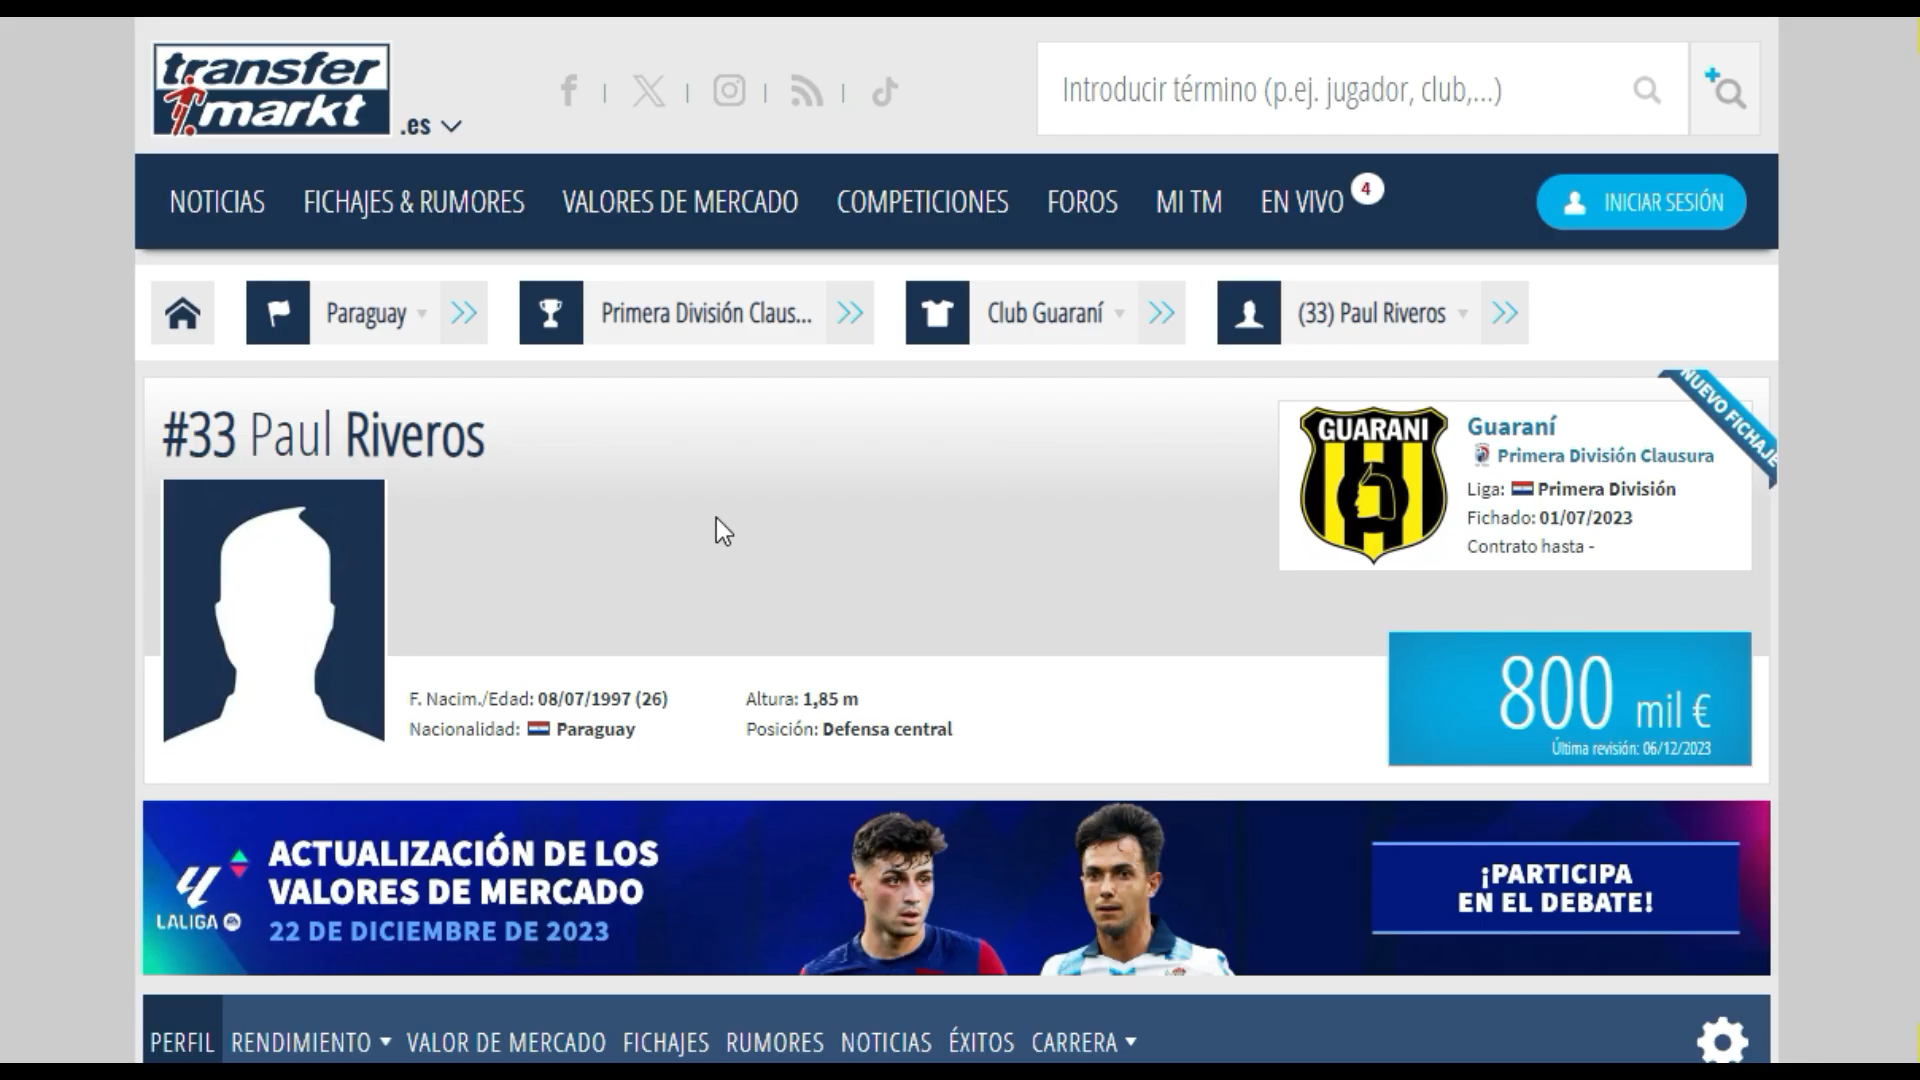 transfer
markt
.es
Introducir término (p.ej. jugador, club,...)
NOTICIAS FICHAJES & RUMORES VALORES DE MERCADO COMPETICIONES FOROS MI TM EN VIVO 4 INICIAR SESIÓN
Paraguay Primera División Claus... Club Guaraní (33) Paul Riveros
#33 Paul Riveros
NUEVO FICHAJE
GUARANI
Guaraní
Primera División Clausura
Liga: Primera División
Fichado: 01/07/2023
Contrato hasta -
800 mil €
Última revisión: 06/12/2023
F. Nacim./Edad: 08/07/1997 (26)
Nacionalidad: Paraguay
Altura: 1,85 m
Posición: Defensa central
LALIGA
ACTUALIZACIÓN DE LOS
VALORES DE MERCADO
22 DE DICIEMBRE DE 2023
¡PARTICIPA
EN EL DEBATE!
PERFIL RENDIMIENTO VALOR DE MERCADO FICHAJES RUMORES NOTICIAS ÉXITOS CARRERA